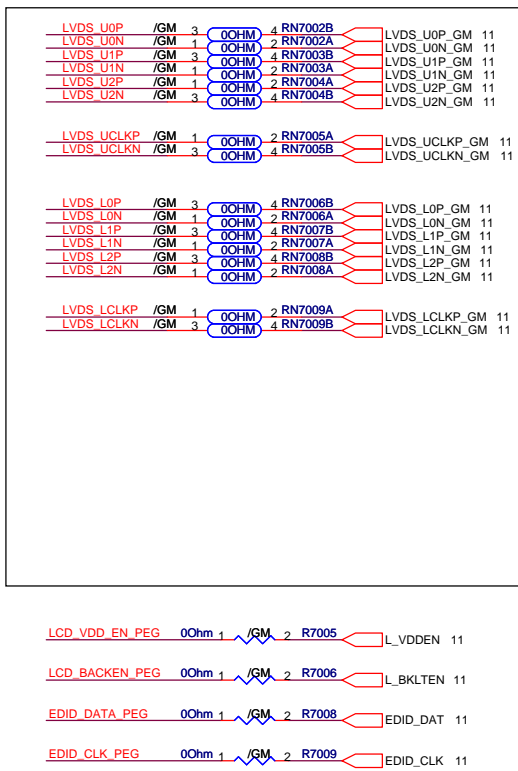 LVDS_U0P /GM 3 0OHM 4 RN7002B LVDS_U0P_GM 11
LVDS_U0N /GM 1 0OHM 2 RN7002A LVDS_U0N_GM 11
LVDS_U1P /GM 3 0OHM 4 RN7003B LVDS_U1P_GM 11
LVDS_U1N /GM 1 0OHM 2 RN7003A LVDS_U1N_GM 11
LVDS_U2P /GM 1 0OHM 2 RN7004A LVDS_U2P_GM 11
LVDS_U2N /GM 3 0OHM 4 RN7004B LVDS_U2N_GM 11
LVDS_UCLKP /GM 1 0OHM 2 RN7005A LVDS_UCLKP_GM 11
LVDS_UCLKN /GM 3 0OHM 4 RN7005B LVDS_UCLKN_GM 11
LVDS_L0P /GM 3 0OHM 4 RN7006B LVDS_L0P_GM 11
LVDS_L0N /GM 1 0OHM 2 RN7006A LVDS_L0N_GM 11
LVDS_L1P /GM 3 0OHM 4 RN7007B LVDS_L1P_GM 11
LVDS_L1N /GM 1 0OHM 2 RN7007A LVDS_L1N_GM 11
LVDS_L2P /GM 3 0OHM 4 RN7008B LVDS_L2P_GM 11
LVDS_L2N /GM 1 0OHM 2 RN7008A LVDS_L2N_GM 11
LVDS_LCLKP /GM 1 0OHM 2 RN7009A LVDS_LCLKP_GM 11
LVDS_LCLKN /GM 3 0OHM 4 RN7009B LVDS_LCLKN_GM 11
LCD_VDD_EN_PEG 0Ohm 1 /GM 2 R7005 L_VDDEN 11
LCD_BACKEN_PEG 0Ohm 1 /GM 2 R7006 L_BKLTEN 11
EDID_DATA_PEG 0Ohm 1 /GM 2 R7008 EDID_DAT 11
EDID_CLK_PEG 0Ohm 1 /GM 2 R7009 EDID_CLK 11